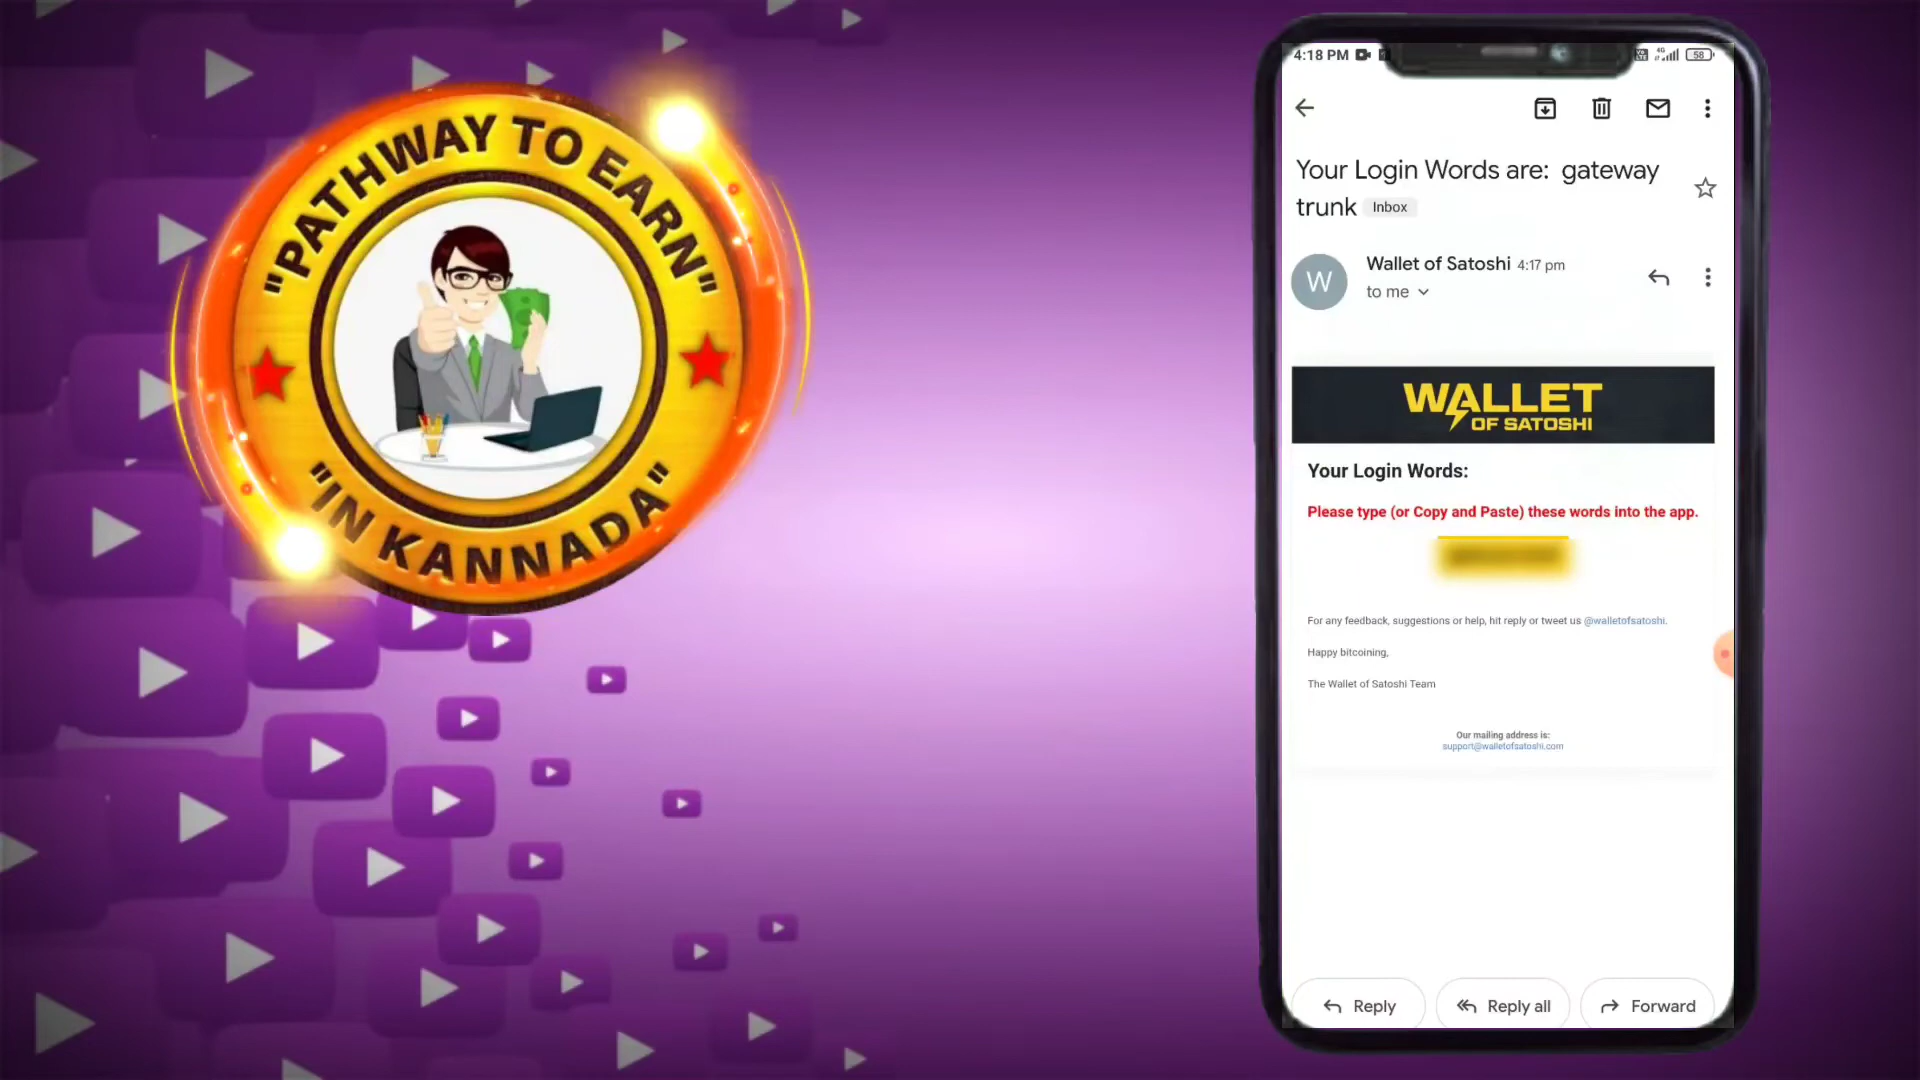 "PATHWAY TO EARN"
"IN KANNADA"
4:18 PM
4G
58
Your Login Words are: gateway
trunk Inbox
W
Wallet of Satoshi 4:17 pm
to me
WALLET
OF SATOSHI
Your Login Words:
Please type (or Copy and Paste) these words into the app.
For any feedback, suggestions or help, hit reply or tweet us @walletofsatoshi.
Happy bitcoining,
The Wallet of Satoshi Team
Our mailing address is:
support@walletofsatoshi.com
Reply
Reply all
Forward